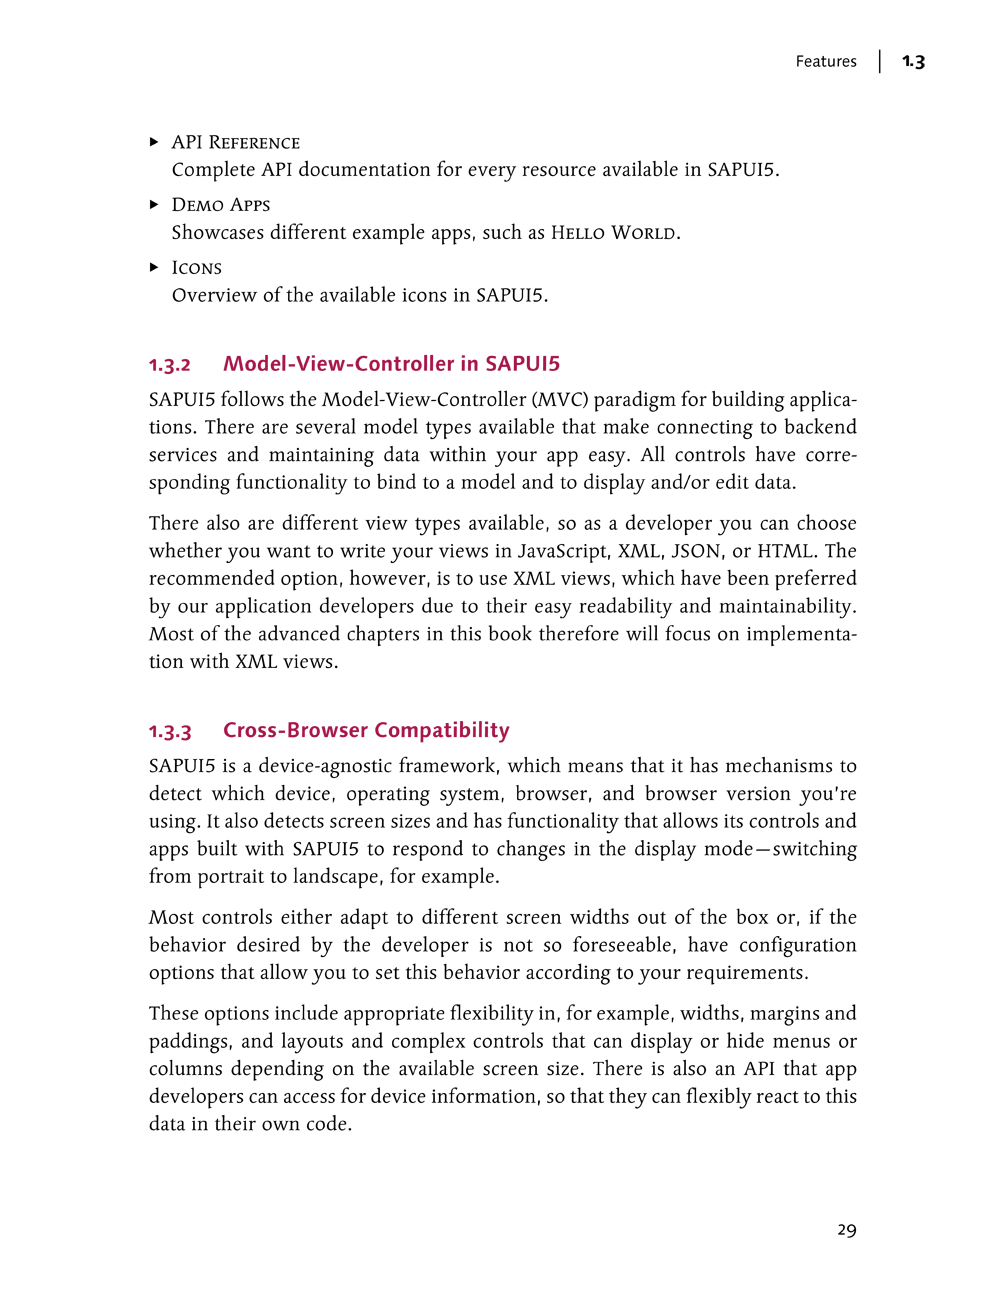 Features | 1.3
▶ API REFERENCE
Complete API documentation for every resource available in SAPUI5.
▶ DEMO APPS
Showcases different example apps, such as HELLO WORLD.
▶ ICONS
Overview of the available icons in SAPUI5.
1.3.2 Model-View-Controller in SAPUI5
SAPUI5 follows the Model-View-Controller (MVC) paradigm for building applica-
tions. There are several model types available that make connecting to backend
services and maintaining data within your app easy. All controls have corre-
sponding functionality to bind to a model and to display and/or edit data.
There also are different view types available, so as a developer you can choose
whether you want to write your views in JavaScript, XML, JSON, or HTML. The
recommended option, however, is to use XML views, which have been preferred
by our application developers due to their easy readability and maintainability.
Most of the advanced chapters in this book therefore will focus on implementa-
tion with XML views.
1.3.3 Cross-Browser Compatibility
SAPUI5 is a device-agnostic framework, which means that it has mechanisms to
detect which device, operating system, browser, and browser version you're
using. It also detects screen sizes and has functionality that allows its controls and
apps built with SAPUI5 to respond to changes in the display mode—switching
from portrait to landscape, for example.
Most controls either adapt to different screen widths out of the box or, if the
behavior desired by the developer is not so foreseeable, have configuration
options that allow you to set this behavior according to your requirements.
These options include appropriate flexibility in, for example, widths, margins and
paddings, and layouts and complex controls that can display or hide menus or
columns depending on the available screen size. There is also an API that app
developers can access for device information, so that they can flexibly react to this
data in their own code.
29